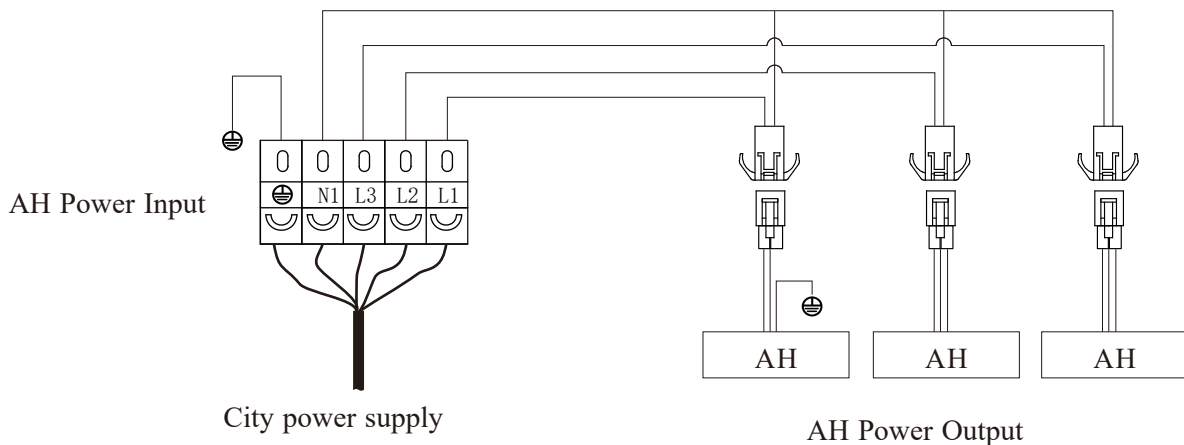 AH Power Input
N1 L3 L2 L1
City power supply
AH AH AH
AH Power Output